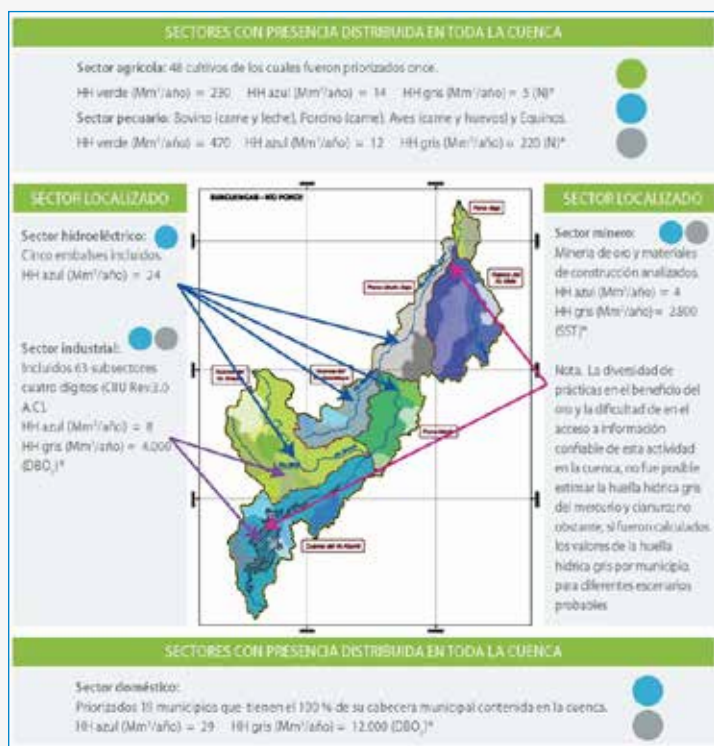 SECTORES CON PRESENCIA DISTRIBUIDA EN TODA LA CUENCA
Sector agrícola: 48 cultivos de los cuales fueron priorizados once.
HH verde (Mm³/año) = 230 HH azul (Mm³/año) = 14 HH gris (Mm³/año) = 5 (N)*
Sector pecuario: Bovino (carne y leche), Porcino (carne), Aves (carne y huevos) y Equinos.
HH verde (Mm³/año) = 470 HH azul (Mm³/año) = 12 HH gris (Mm³/año) = 220 (N)*
SECTOR LOCALIZADO
Sector hidroeléctrico:
Cinco embalses incluidos.
HH azul (Mm³/año) = 24
Sector industrial:
Incluidos 63 subsectores
cuatro dígitos (CIIU Rev.3.0
A.C).
HH azul (Mm³/año) = 8
HH gris (Mm³/año) = 4.000
(DBO₅)*
SUBCUENCAS - RÍO PORCE
SECTOR LOCALIZADO
Sector minero:
Minería de oro y materiales
de construcción analizados.
HH azul (Mm³/año) = 4
HH gris (Mm³/año) = 2.800
(SST)*
Nota. La diversidad de
prácticas en el beneficio del
oro y la dificultad de en el
acceso a información
confiable de esta actividad
en la cuenca, no fue posible
estimar la huella hídrica gris
del mercurio y cianuro; no
obstante, si fueron calculados
los valores de la huella
hídrica gris por municipio,
para diferentes escenarios
probables
SECTORES CON PRESENCIA DISTRIBUIDA EN TODA LA CUENCA
Sector doméstico:
Priorizados 19 municipios que tienen el 100 % de su cabecera municipal contenida en la cuenca.
HH azul (Mm³/año) = 29 HH gris (Mm³/año) = 12.000 (DBO₅)*